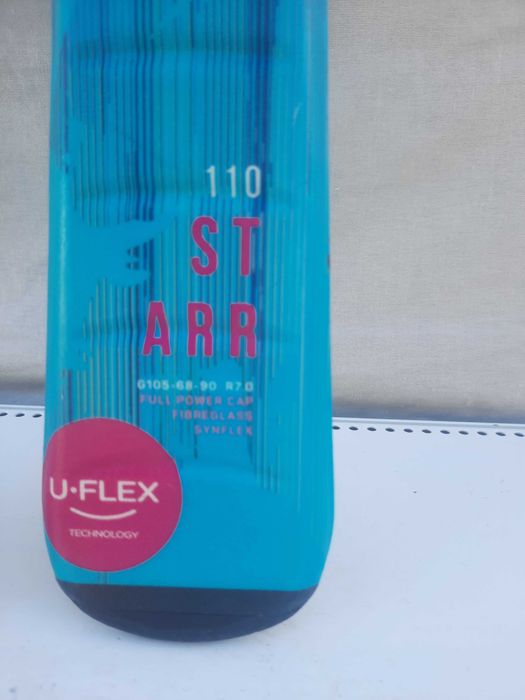 110
ST
ARR
G105-68-90 R7.0
FULL POWER CAP
FIBREGLASS
SYNFLEX
U•FLEX
TECHNOLOGY